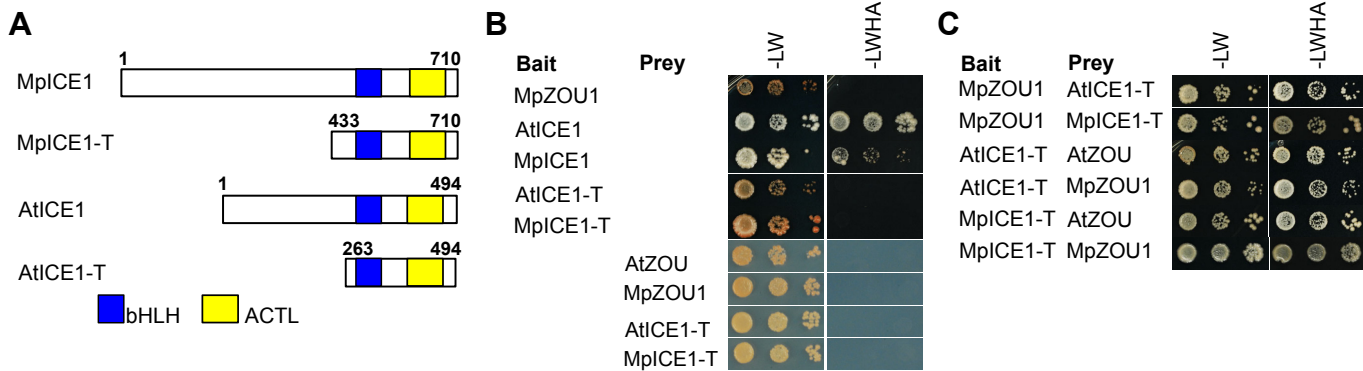 A
1 710
MpICE1
433 710
MpICE1-T
1 494
AtICE1
263 494
AtICE1-T
bHLH ACTL
B
-LW -LWHA
Bait Prey
MpZOU1
AtICE1
MpICE1
AtICE1-T
MpICE1-T
AtZOU
MpZOU1
AtICE1-T
MpICE1-T
C
-LW -LWHA
Bait Prey
MpZOU1 AtICE1-T
MpZOU1 MpICE1-T
AtICE1-T AtZOU
AtICE1-T MpZOU1
MpICE1-T AtZOU
MpICE1-T MpZOU1